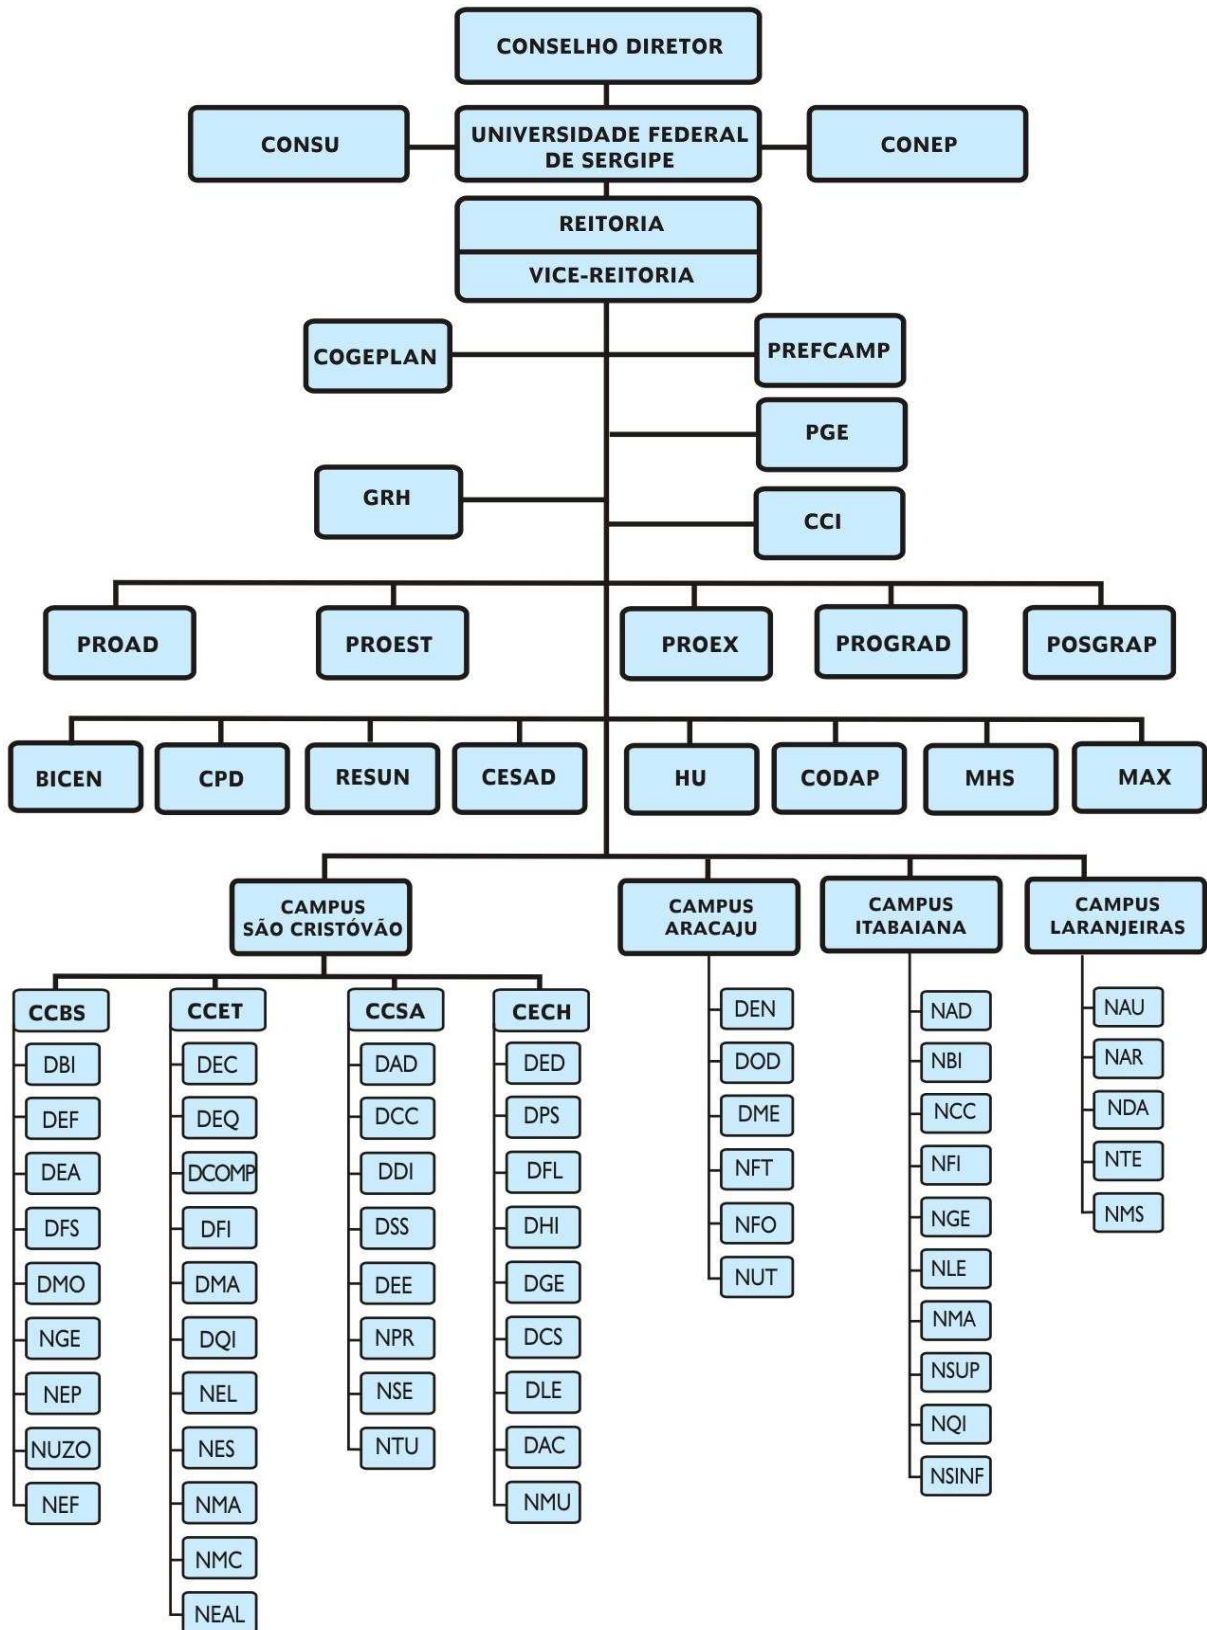 CONSELHO DIRETOR
CONSU
UNIVERSIDADE FEDERAL
DE SERGIPE
CONEP
REITORIA
VICE-REITORIA
COGEPLAN
PREFCAMP
PGE
GRH
CCI
PROAD
PROEST
PROEX
PROGRAD
POSGRAP
BICEN
CPD
RESUN
CESAD
HU
CODAP
MHS
MAX
CAMPUS
SÃO CRISTÓVÃO
CAMPUS
ARACAJU
CAMPUS
ITABAIANA
CAMPUS
LARANJEIRAS
CCBS
DBI
DEF
DEA
DFS
DMO
NGE
NEP
NUZO
NEF
CCET
DEC
DEQ
DCOMP
DFI
DMA
DQI
NEL
NES
NMA
NMC
NEAL
CCSA
DAD
DCC
DDI
DSS
DEE
NPR
NSE
NTU
CECH
DED
DPS
DFL
DHI
DGE
DCS
DLE
DAC
NMU
DEN
DOD
DME
NFT
NFO
NUT
NAD
NBI
NCC
NFI
NGE
NLE
NMA
NSUP
NQI
NSINF
NAU
NAR
NDA
NTE
NMS